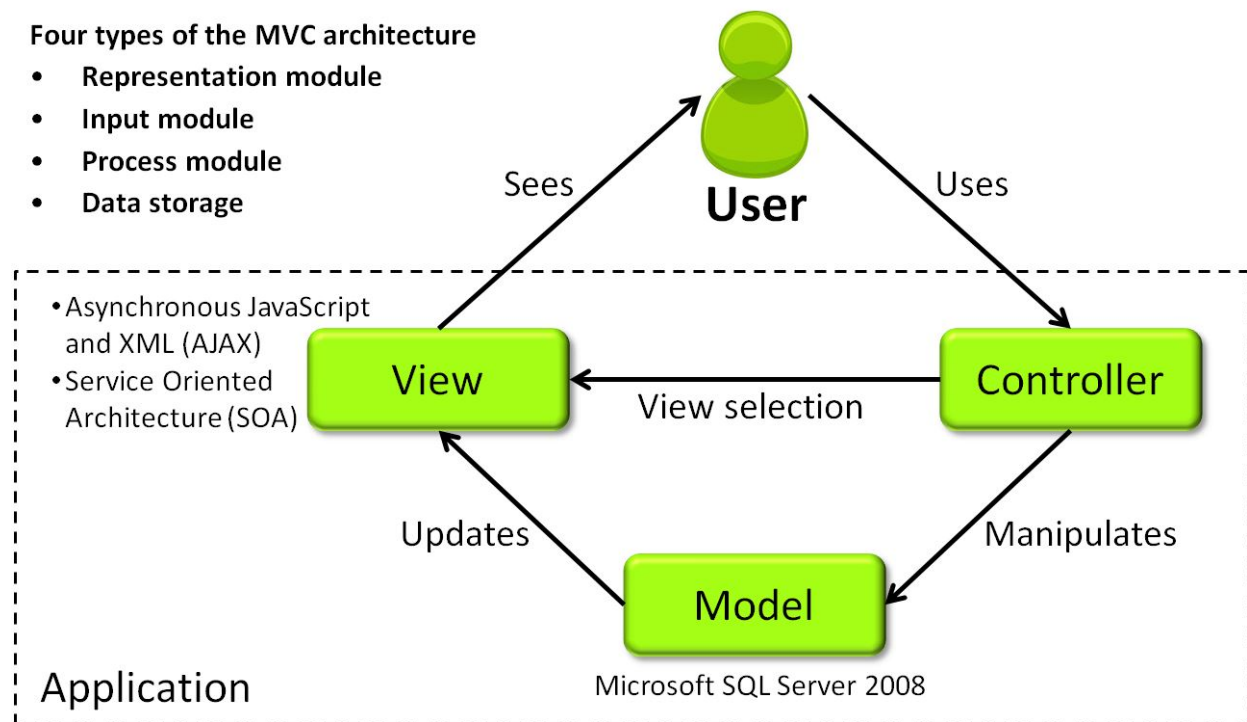 Four types of the MVC architecture
• Representation module
• Input module
• Process module
• Data storage
Sees
User
Uses
•Asynchronous JavaScript
and XML (AJAX)
•Service Oriented
Architecture (SOA)
View
View selection
Controller
Updates
Manipulates
Model
Microsoft SQL Server 2008
Application